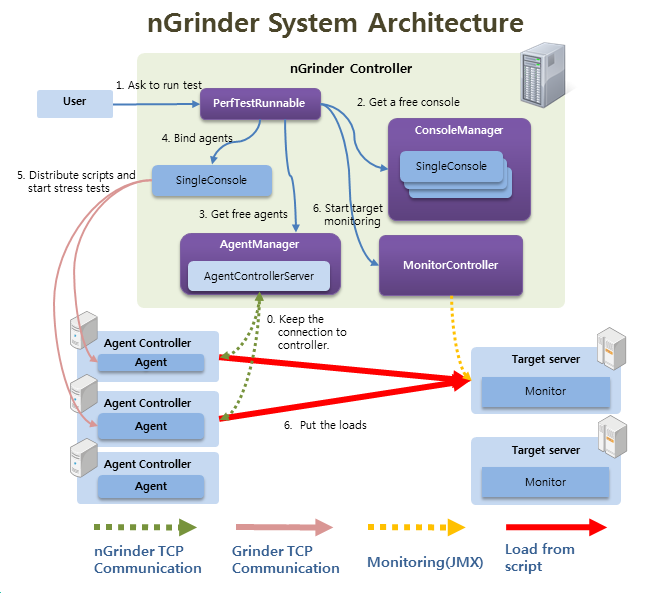 nGrinder System Architecture
nGrinder Controller
1. Ask to run test
User
PerfTestRunnable
2. Get a free console
ConsoleManager
4. Bind agents
SingleConsole
5. Distribute scripts and
start stress tests
SingleConsole
3. Get free agents
6. Start target
monitoring
AgentManager
AgentControllerServer
MonitorController
0. Keep the
connection to
controller.
Agent Controller
Agent
Target server
Monitor
Agent Controller
Agent
6. Put the loads
Target server
Monitor
Agent Controller
Agent
nGrinder TCP
Communication
Grinder TCP
Communication
Monitoring(JMX)
Load from
script